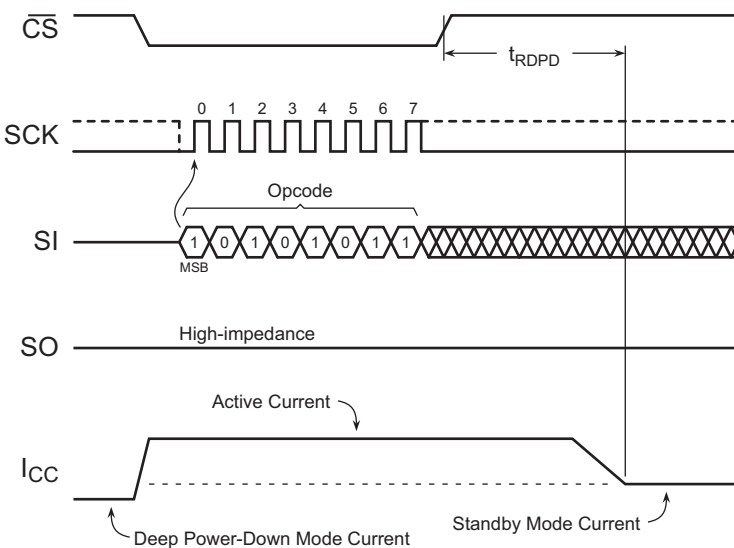 CS
tRDPD
0 1 2 3 4 5 6 7
SCK
Opcode
SI
1 0 1 0 1 0 1 1
MSB
High-impedance
SO
Active Current
ICC
Standby Mode Current
Deep Power-Down Mode Current